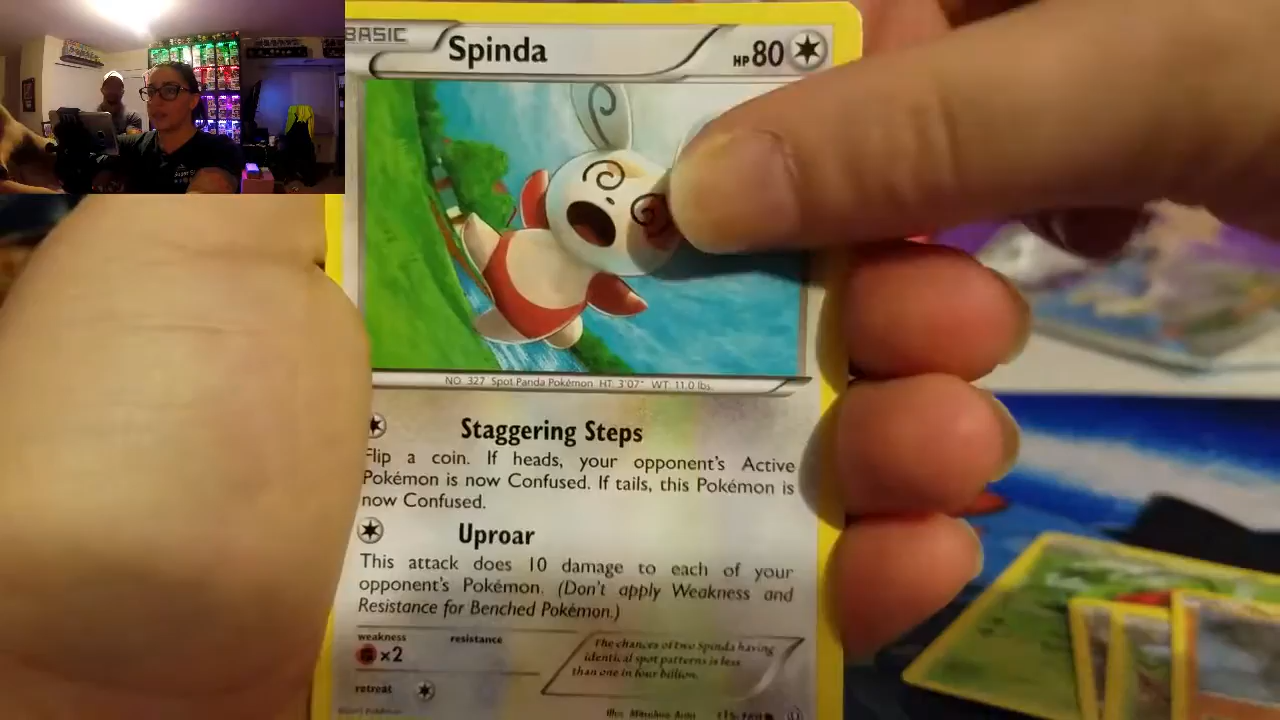 BASIC
Spinda
HP80
NO. 327 Spot Panda Pokémon HT: 3'07" WT: 11.0 lbs.
Staggering Steps
Flip a coin. If heads, your opponent's Active
Pokémon is now Confused. If tails, this Pokémon is
now Confused.
Uproar
This attack does 10 damage to each of your
opponent's Pokémon. (Don't apply Weakness and
Resistance for Benched Pokémon.)
weakness
resistance
×2
The chances of two Spinda having
identical spot patterns is less
than one in four billion.
retreat
Illus.